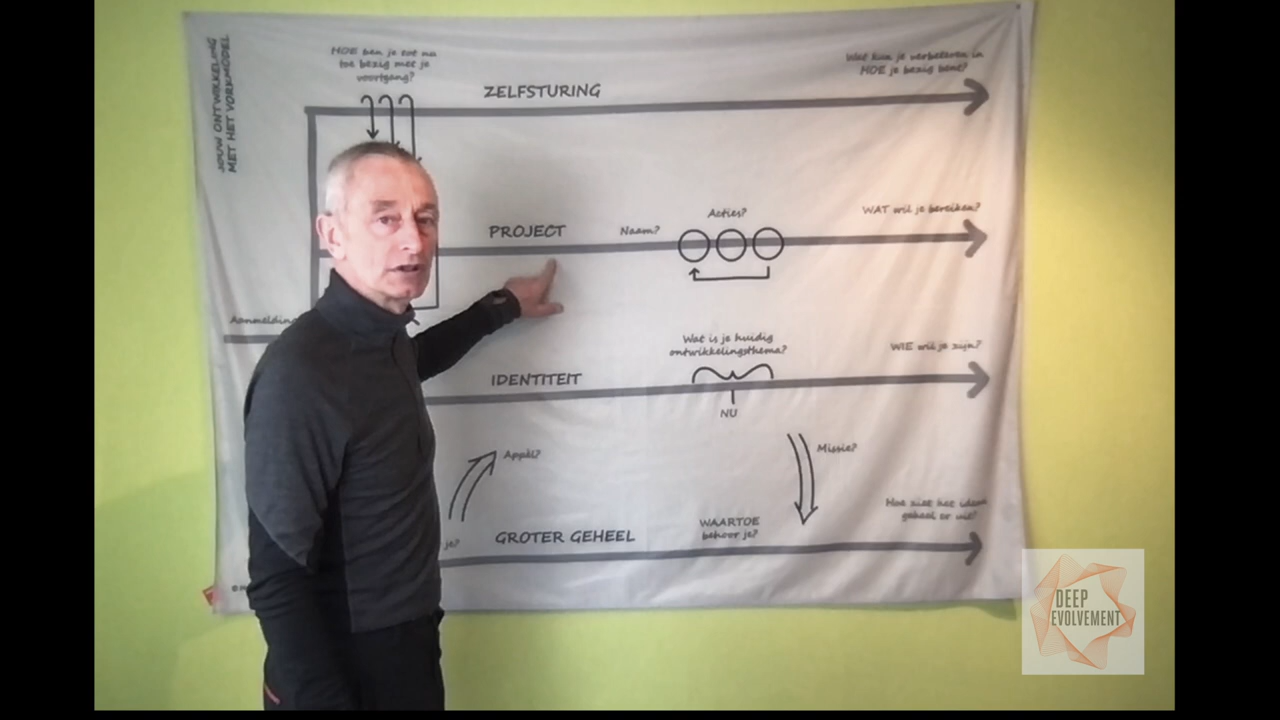 JOUW ONTWIKKELING
MET HET VORKMODEL
HOE ben je tot nu
toe bezig met je
voortgang?
ZELFSTURING
Wat kun je verbeteren in
HOE je bezig bent?
PROJECT
Naam?
Acties?
WAT wil je bereiken?
Aanmelding
IDENTITEIT
Wat is je huidig
ontwikkelingsthema?
NU
WIE wil je zijn?
Appèl?
Missie?
je?
GROTER GEHEEL
WAARTOE
behoor je?
Hoe ziet het ideale
geheel er uit?
DEEP
EVOLVEMENT